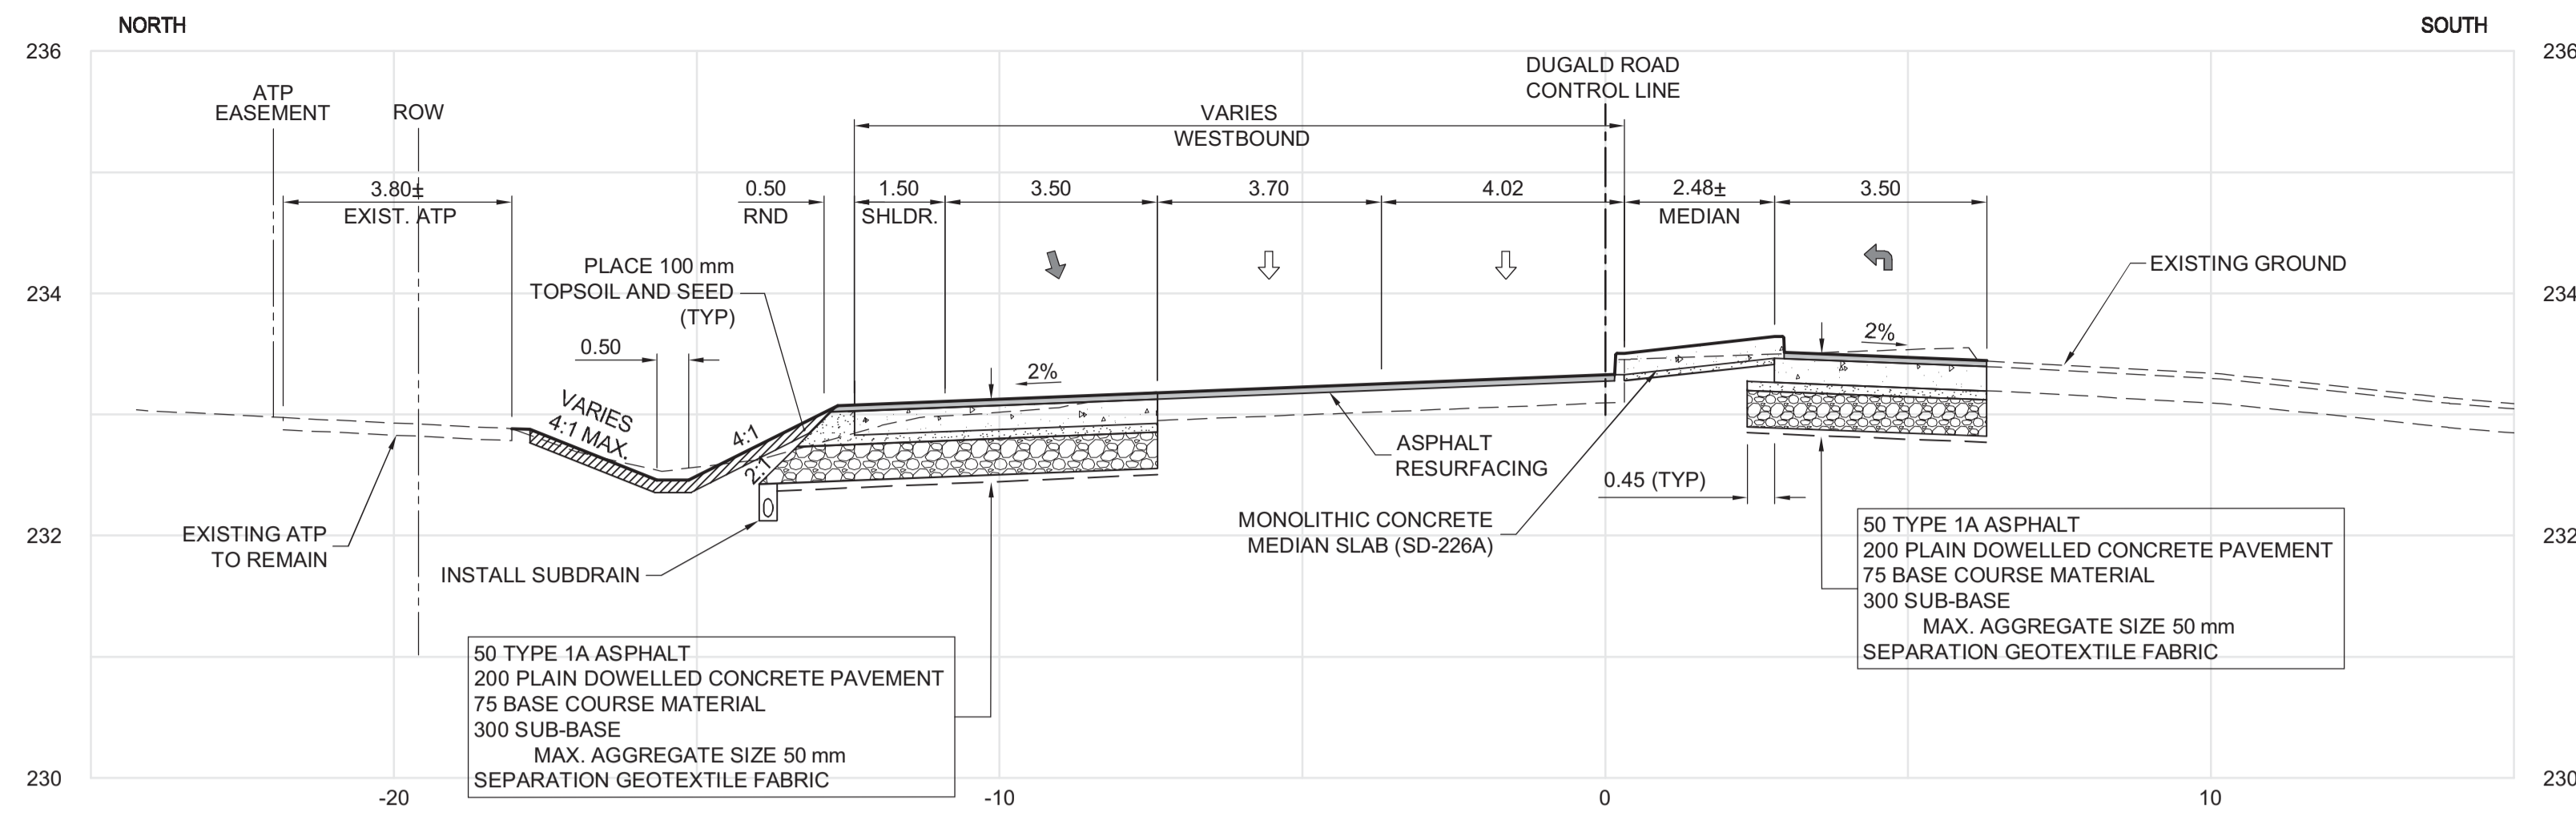 NORTH
SOUTH
236
236
DUGALD ROAD
CONTROL LINE
ATP
EASEMENT
ROW
VARIES
WESTBOUND
3.80±
EXIST. ATP
0.50
RND
1.50
SHLDR.
3.50
3.70
4.02
2.48±
MEDIAN
3.50
PLACE 100 mm
TOPSOIL AND SEED
(TYP)
EXISTING GROUND
234
234
0.50
2%
2%
VARIES
4:1 MAX.
4:1
2:1
ASPHALT
RESURFACING
0.45 (TYP)
EXISTING ATP
TO REMAIN
INSTALL SUBDRAIN
MONOLITHIC CONCRETE
MEDIAN SLAB (SD-226A)
232
232
50 TYPE 1A ASPHALT
200 PLAIN DOWELLED CONCRETE PAVEMENT
75 BASE COURSE MATERIAL
300 SUB-BASE
MAX. AGGREGATE SIZE 50 mm
SEPARATION GEOTEXTILE FABRIC
50 TYPE 1A ASPHALT
200 PLAIN DOWELLED CONCRETE PAVEMENT
75 BASE COURSE MATERIAL
300 SUB-BASE
MAX. AGGREGATE SIZE 50 mm
SEPARATION GEOTEXTILE FABRIC
230
230
-20
-10
0
10